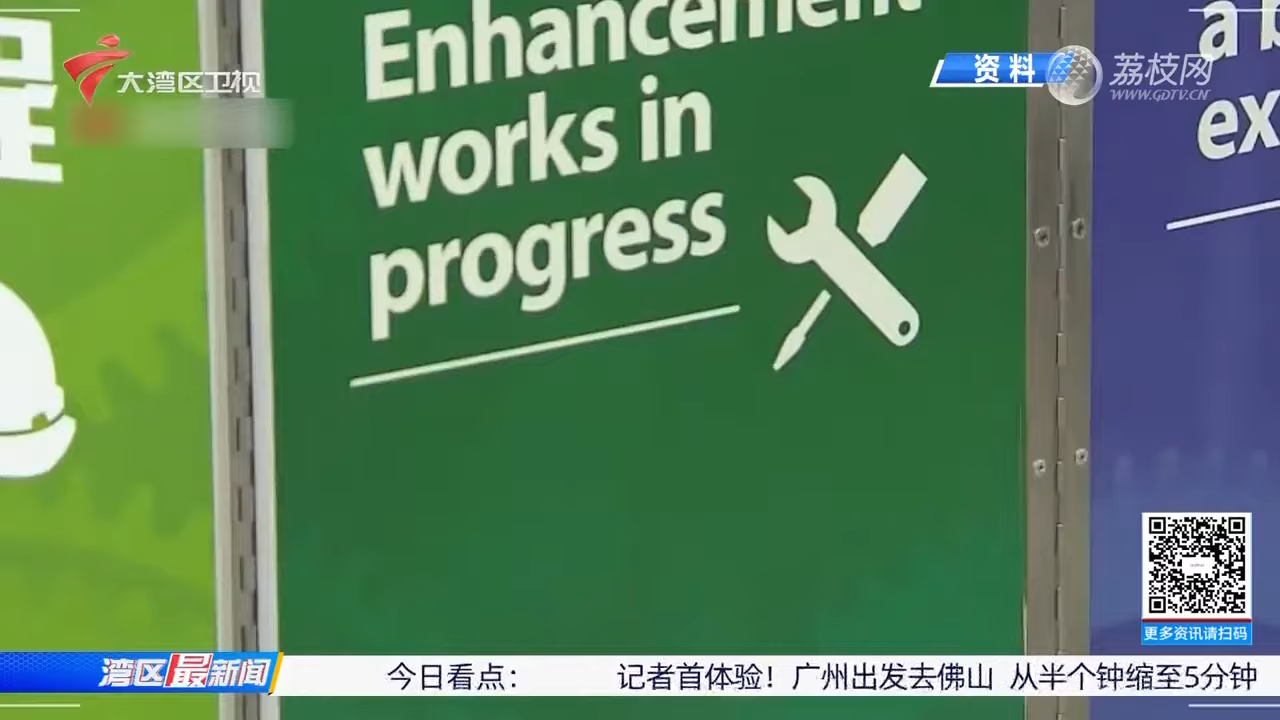 Enhancement
works in
progress
程
大湾区卫视
资料
荔枝网
WWW.GDTV.CN
a b
ex
更多资讯请扫码
湾区最新闻
今日看点：
记者首体验！广州出发去佛山 从半个钟缩至5分钟